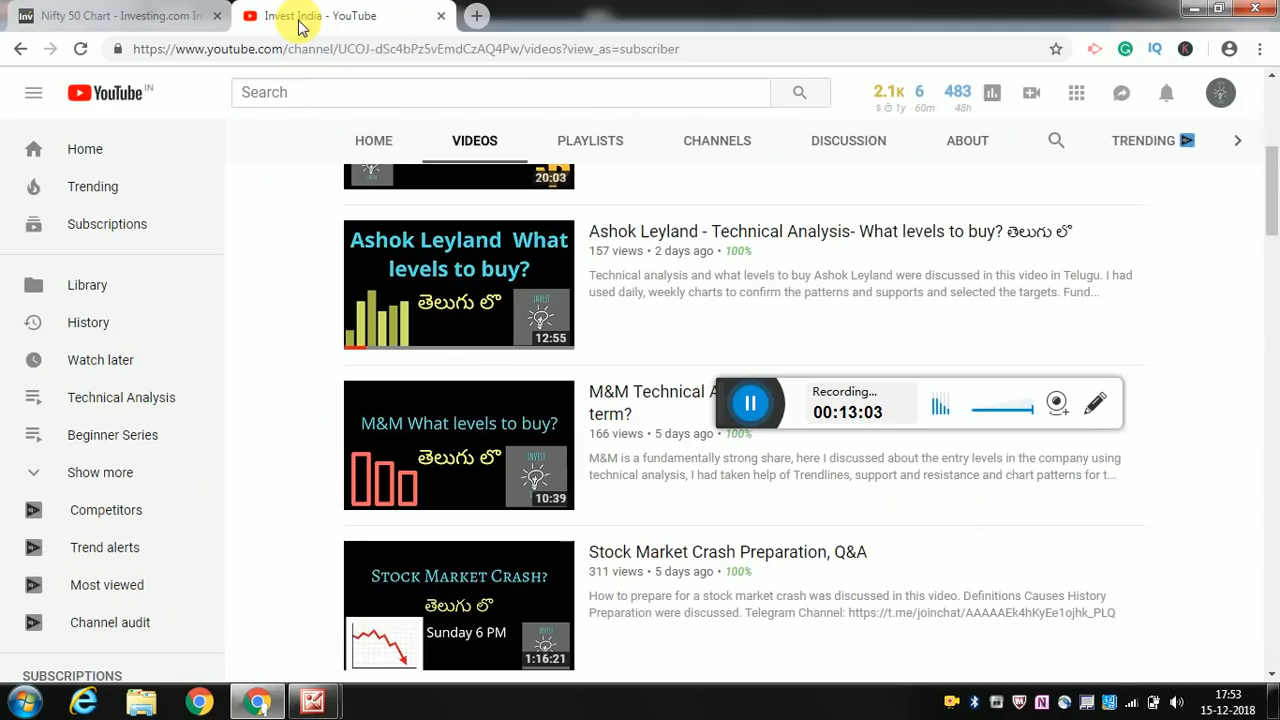 Nifty 50 Chart - Investing.com In
Invest India - YouTube
https://www.youtube.com/channel/UCOJ-dSc4bPz5vEmdCzAQ4Pw/videos?view_as=subscriber
YouTube IN
Search
2.1K 6 483
1y 60m 48h
HOME VIDEOS PLAYLISTS CHANNELS DISCUSSION ABOUT TRENDING
Home
Trending
Subscriptions
Library
History
Watch later
Technical Analysis
Beginner Series
Show more
Competitors
Trend alerts
Most viewed
Channel audit
SUBSCRIPTIONS
20:03
Ashok Leyland What
levels to buy?
తెలుగు లొ
INVEST
12:55
Ashok Leyland - Technical Analysis- What levels to buy? తెలుగు లొ
157 views • 2 days ago • 100%
Technical analysis and what levels to buy Ashok Leyland were discussed in this video in Telugu. I had
used daily, weekly charts to confirm the patterns and supports and selected the targets. Fund...
M&M What levels to buy?
తెలుగు లొ
INVEST
10:39
M&M Technical A
term?
166 views • 5 days ago • 100%
M&M is a fundamentally strong share, here I discussed about the entry levels in the company using
technical analysis, I had taken help of Trendlines, support and resistance and chart patterns for t...
Recording...
00:13:03
STOCK MARKET CRASH?
తెలుగు లొ
Sunday 6 PM
INVEST
1:16:21
Stock Market Crash Preparation, Q&A
311 views • 5 days ago • 100%
How to prepare for a stock market crash was discussed in this video. Definitions Causes History
Preparation were discussed. Telegram Channel: https://t.me/joinchat/AAAAAEk4hKyEe1ojhk_PLQ
17:53
15-12-2018